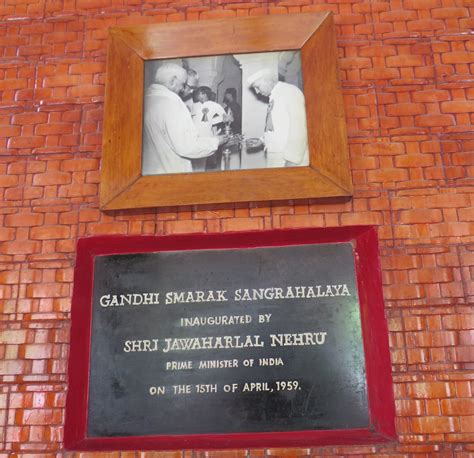 GANDHI SMARAK SANGRAHALAYA
INAUGURATED BY
SHRI JAWAHARLAL NEHRU
PRIME MINISTER OF INDIA
ON THE 15TH OF APRIL, 1959.